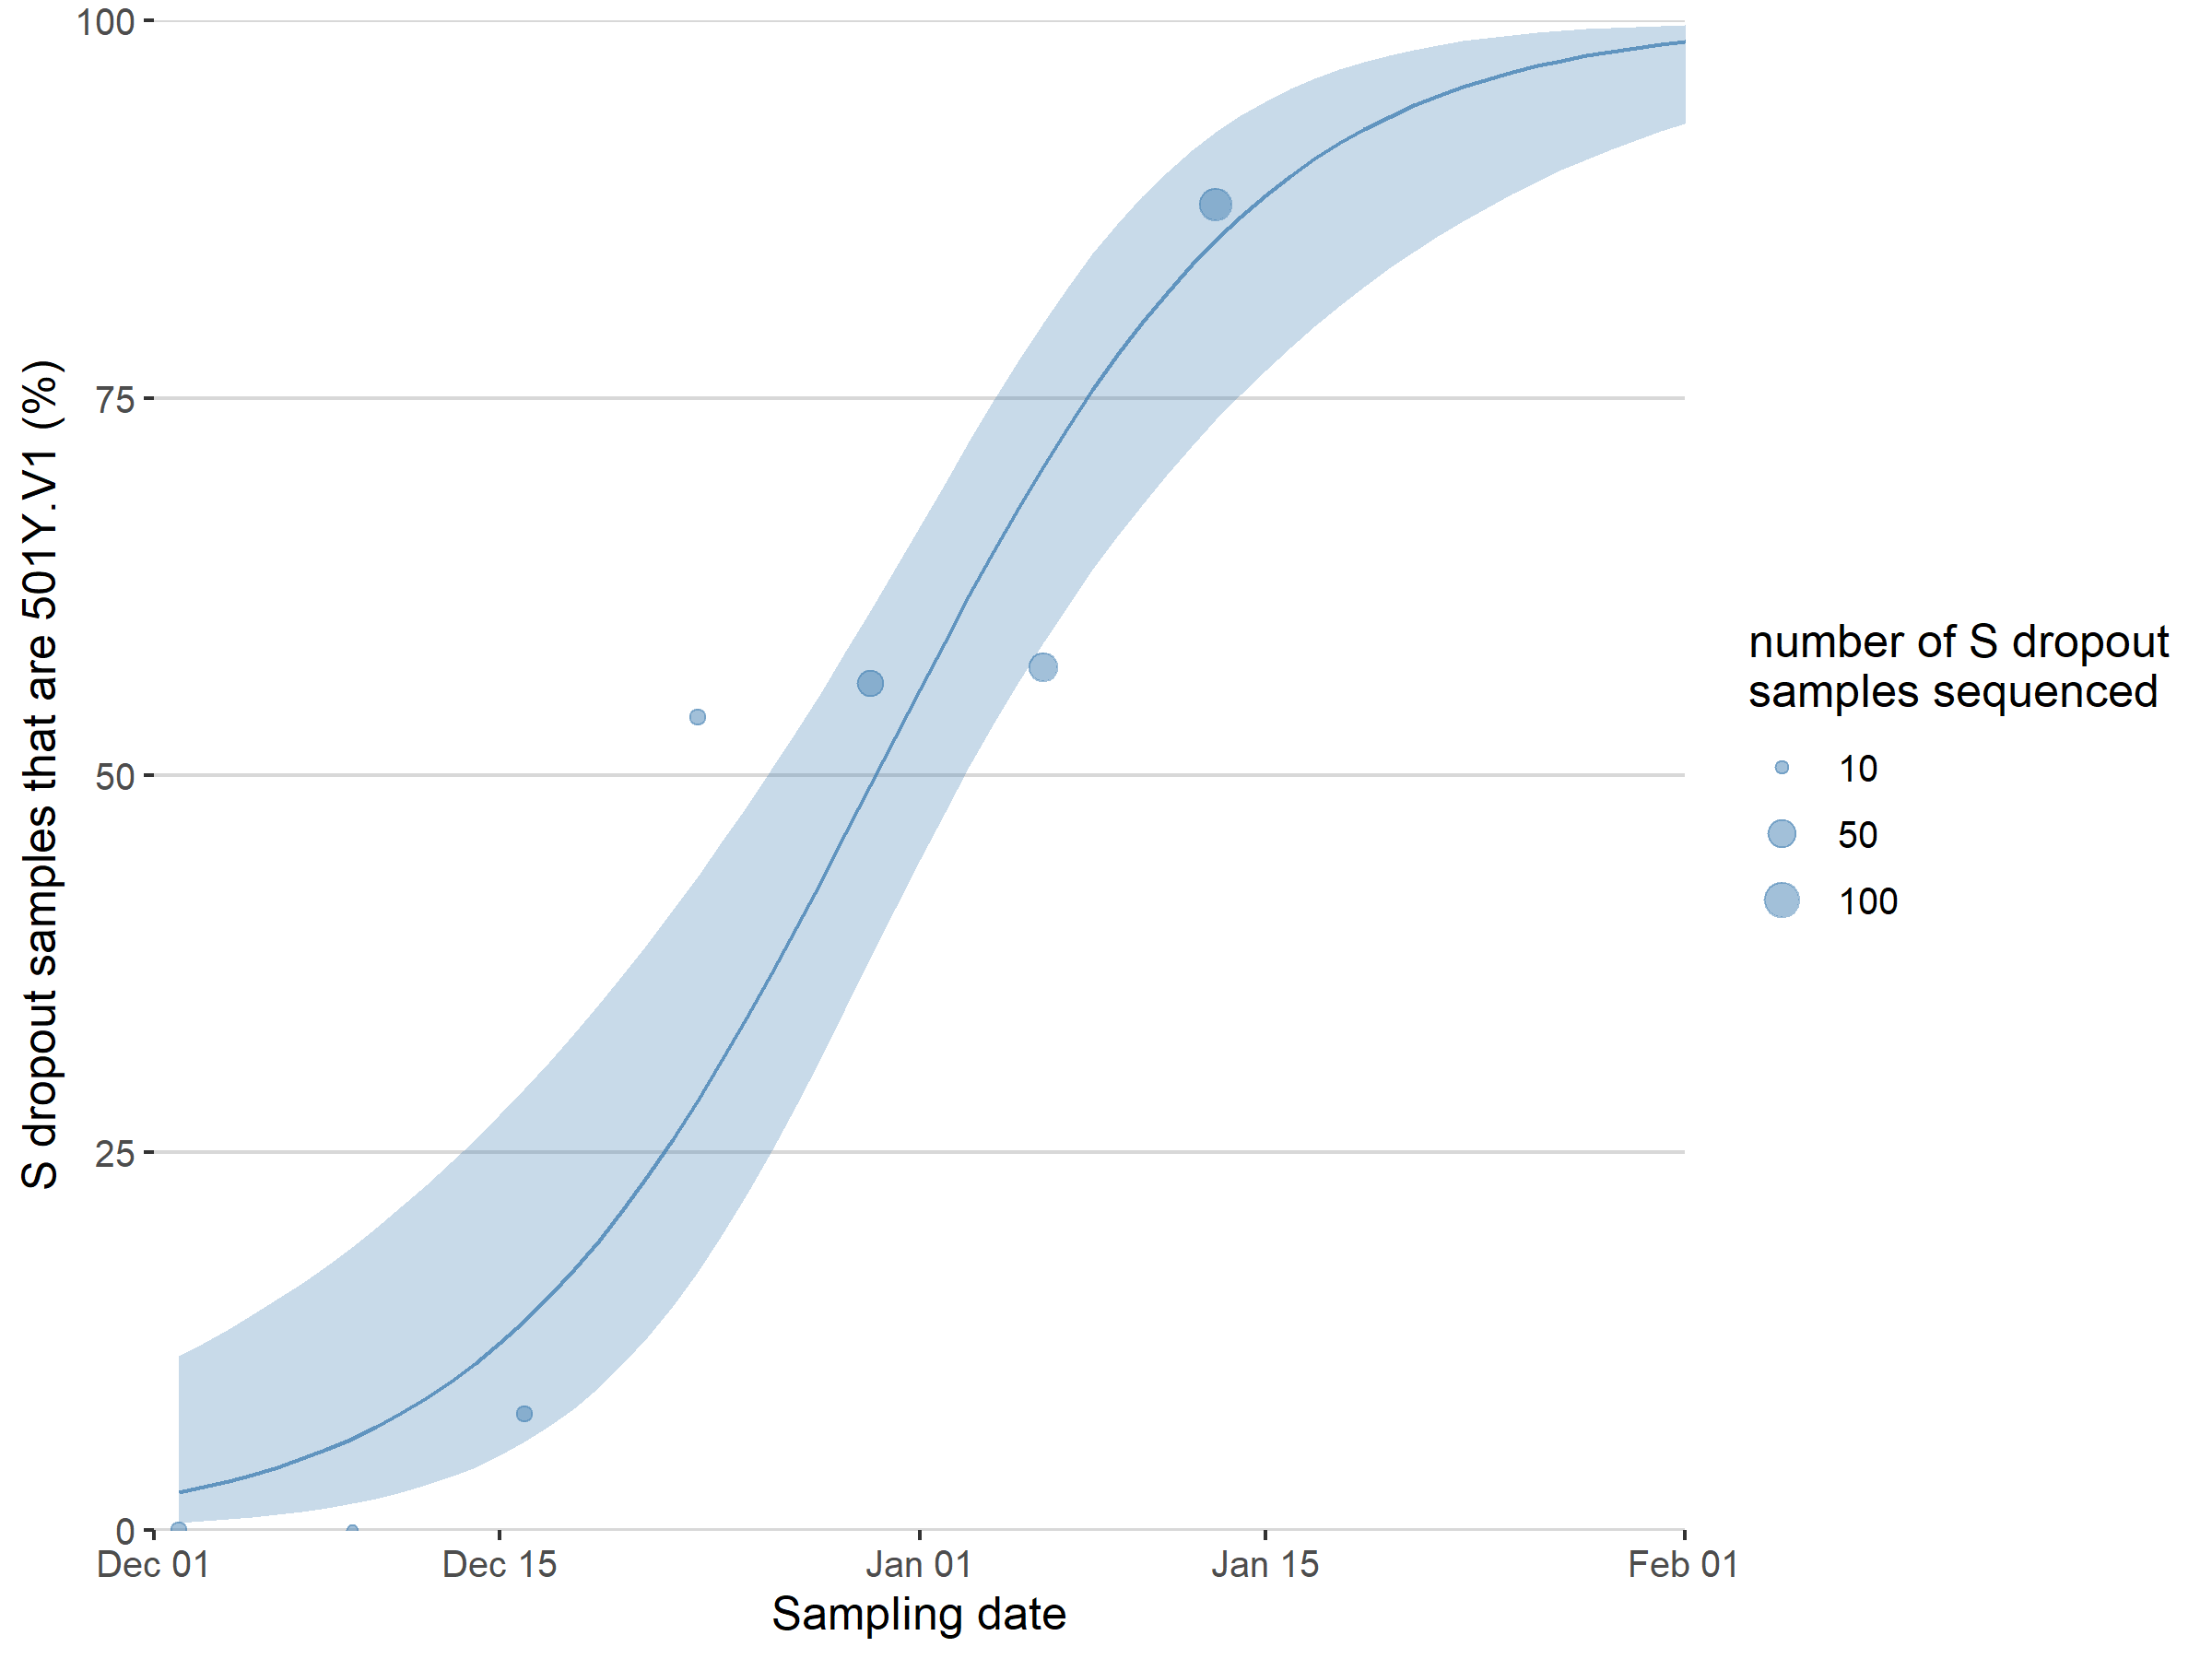 100
75
50
25
0
S dropout samples that are 501Y.V1 (%)
Dec 01
Dec 15
Jan 01
Jan 15
Feb 01
Sampling date
number of S dropout
samples sequenced
10
50
100